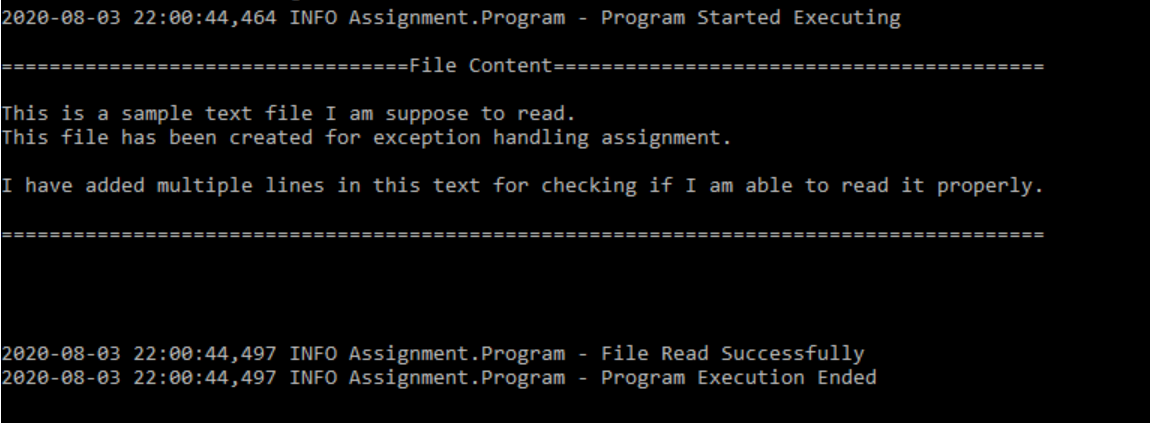 2020-08-03 22:00:44,464 INFO Assignment.Program - Program Started Executing
==================================File Content=========================================
This is a sample text file I am suppose to read.
This file has been created for exception handling assignment.
I have added multiple lines in this text for checking if I am able to read it properly.
=======================================================================================
2020-08-03 22:00:44,497 INFO Assignment.Program - File Read Successfully
2020-08-03 22:00:44,497 INFO Assignment.Program - Program Execution Ended